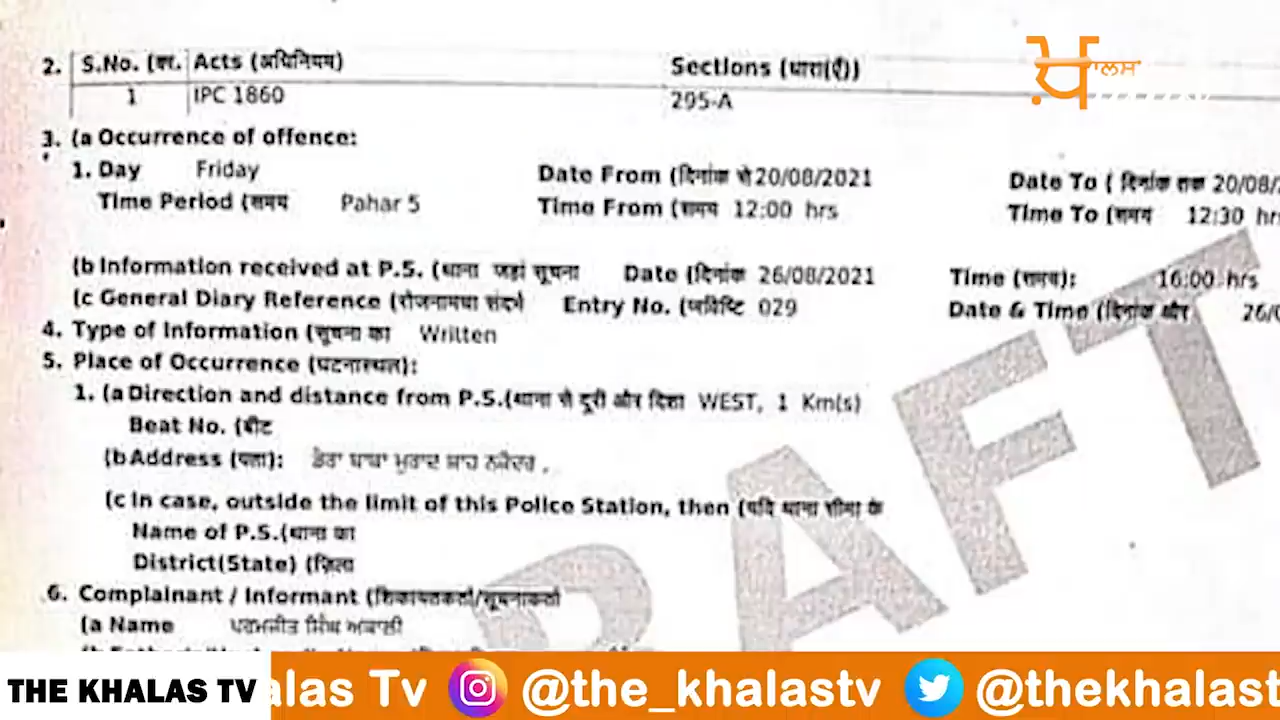 ਖ਼ਾਲਸ
2. S.No. (क्र. Acts (अधिनियम) Sections (धारा(एँ))
1 IPC 1860 295-A
3. (a Occurrence of offence:
1. Day Friday Date From (दिनांक से 20/08/2021 Date To ( दिनांक तक 20/08/2
Time Period (समय Pahar 5 Time From (समय 12:00 hrs Time To (समय 12:30 hrs
(b Information received at P.S. (थाना जहां सूचना Date (दिनांक 26/08/2021 Time (समय): 16:00 hrs
(c General Diary Reference (रोजनामचा संदर्भ Entry No. (प्रविष्टि 029 Date & Time (दिनांक और 26/0
4. Type of Information (सूचना का Written
5. Place of Occurrence (घटनास्थल):
1. (a Direction and distance from P.S.(थाना से दूरी और दिशा WEST, 1 Km(s)
Beat No. (बीट
(b Address (पता): ਡੇਰਾ ਬਾਬਾ ਮੁਰਾਦ ਸ਼ਾਹ ਨਕੋਦਰ ,
(c In case, outside the limit of this Police Station, then (यदि थाना सीमा के
Name of P.S.(थाना का
District(State) (ज़िला
6. Complainant / Informant (शिकायतकर्ता/सूचनाकर्ता
(a Name ਪਰਮਜੀਤ ਸਿੰਘ ਅਕਾਲੀ
DRAFT
THE KHALAS TV alas Tv @the_khalastv @thekhalast